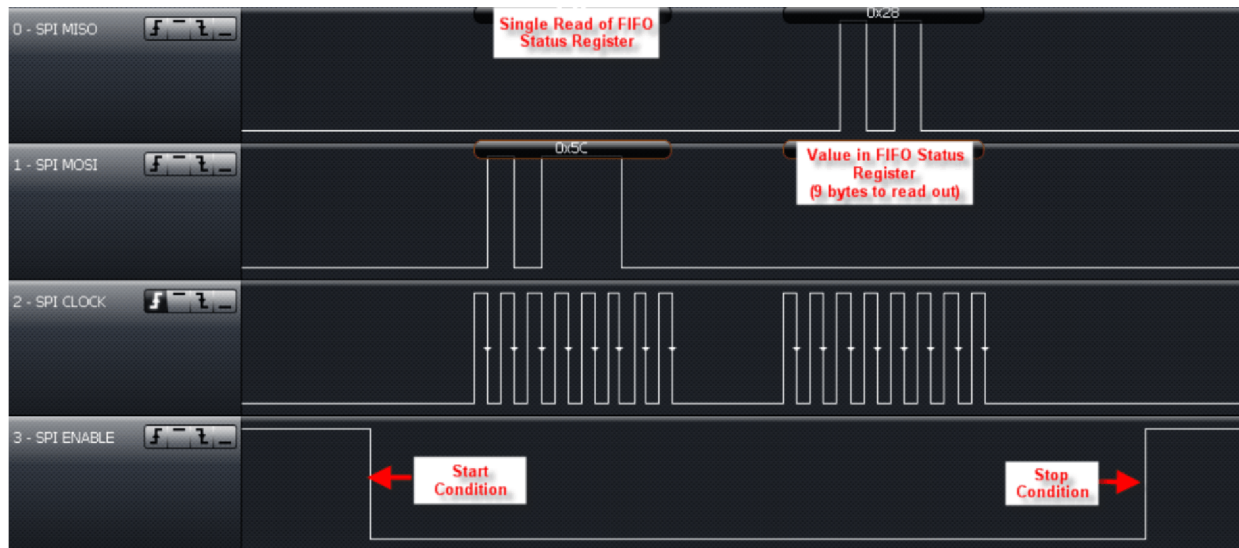 0 - SPI MISO
Single Read of FIFO
Status Register
0x28
1 - SPI MOSI
0x5C
Value in FIFO Status
Register
(9 bytes to read out)
2 - SPI CLOCK
3 - SPI ENABLE
Start
Condition
Stop
Condition